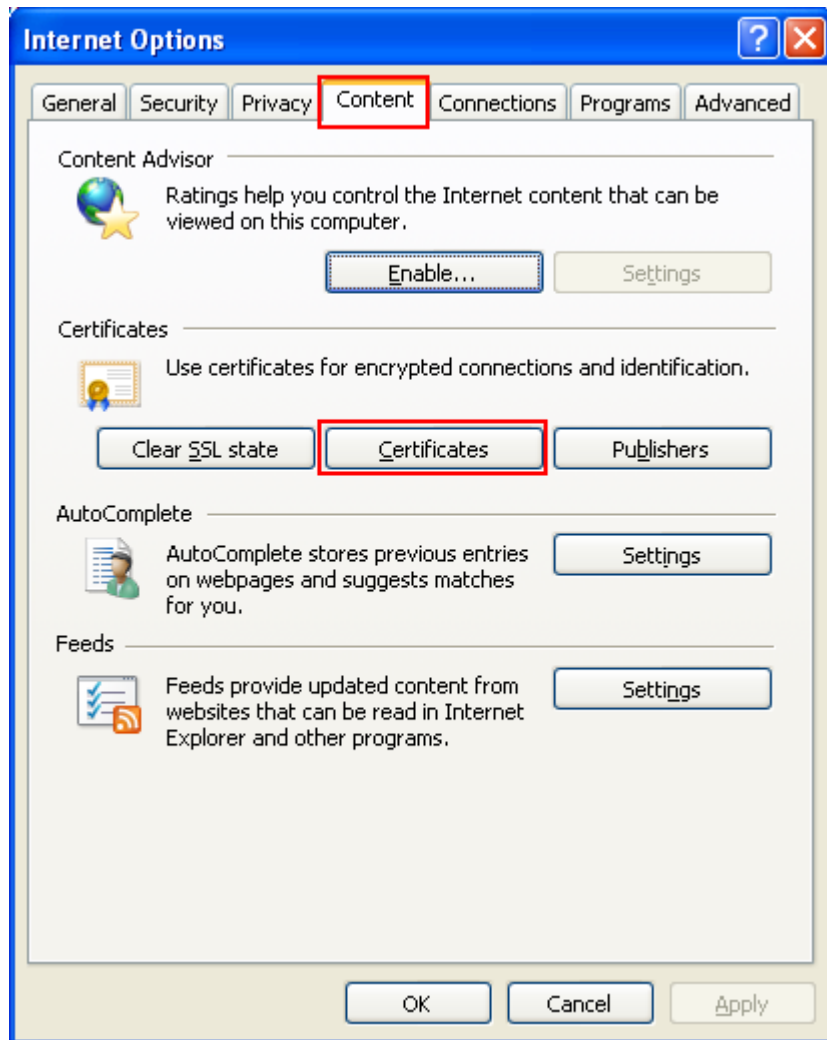 Internet Options
General Security Privacy Content Connections Programs Advanced
Content Advisor
Ratings help you control the Internet content that can be
viewed on this computer.
Enable... Settings
Certificates
Use certificates for encrypted connections and identification.
Clear SSL state Certificates Publishers
AutoComplete
AutoComplete stores previous entries
on webpages and suggests matches
for you.
Settings
Feeds
Feeds provide updated content from
websites that can be read in Internet
Explorer and other programs.
Settings
OK Cancel Apply